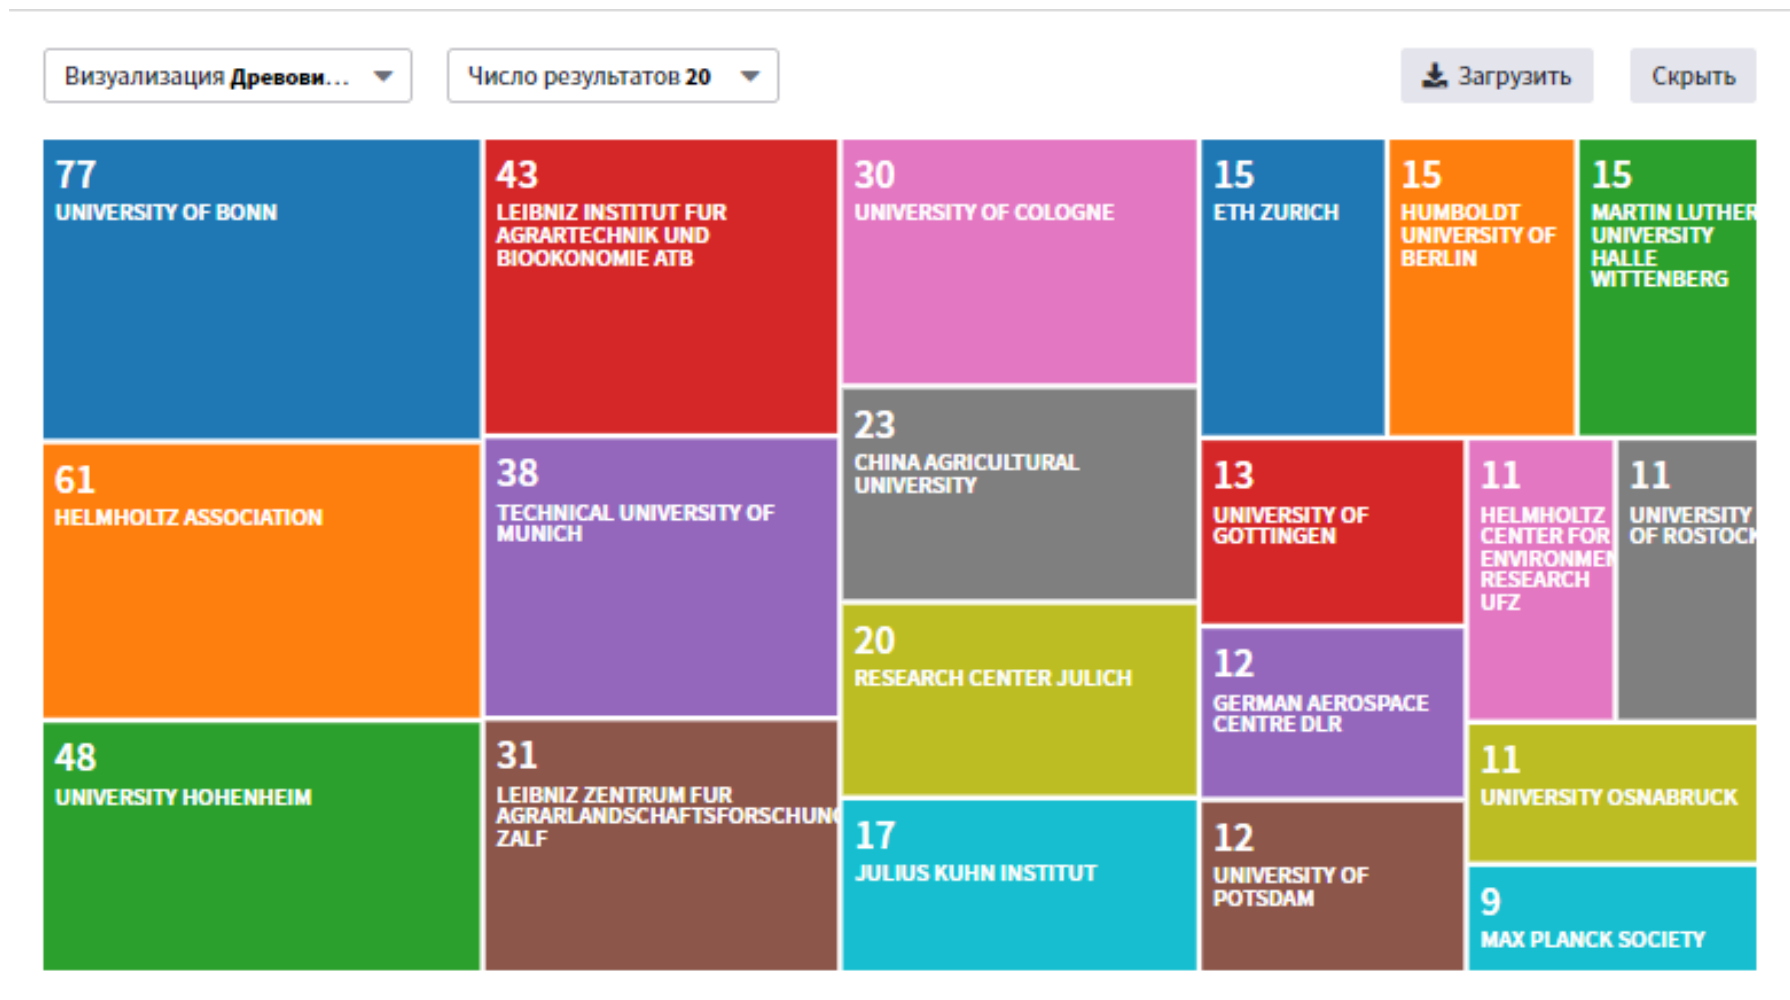 Визуализация Древови...
Число результатов 20
Загрузить
Скрыть
77
UNIVERSITY OF BONN
61
HELMHOLTZ ASSOCIATION
48
UNIVERSITY HOHENHEIM
43
LEIBNIZ INSTITUT FUR
AGRARTECHNIK UND
BIOOKONOMIE ATB
38
TECHNICAL UNIVERSITY OF
MUNICH
31
LEIBNIZ ZENTRUM FUR
AGRARLANDSCHAFTSFORSCHUN
ZALF
30
UNIVERSITY OF COLOGNE
23
CHINA AGRICULTURAL
UNIVERSITY
20
RESEARCH CENTER JULICH
17
JULIUS KUHN INSTITUT
15
ETH ZURICH
15
HUMBOLDT
UNIVERSITY OF
BERLIN
15
MARTIN LUTHER
UNIVERSITY
HALLE
WITTENBERG
13
UNIVERSITY OF
GOTTINGEN
12
GERMAN AEROSPACE
CENTRE DLR
12
UNIVERSITY OF
POTSDAM
11
HELMHOLTZ
CENTER FOR
ENVIRONMEN
RESEARCH
UFZ
11
UNIVERSITY
OF ROSTOCK
11
UNIVERSITY OSNABRUCK
9
MAX PLANCK SOCIETY